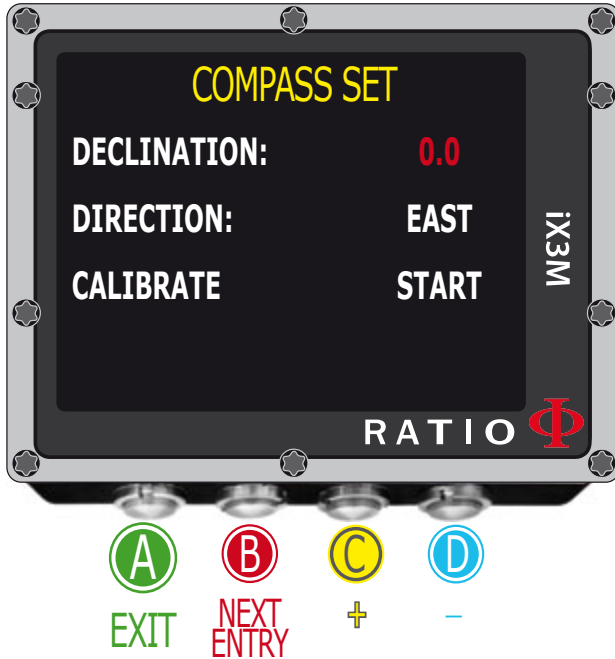 COMPASS SET
DECLINATION: 0.0
DIRECTION: EAST
CALIBRATE START
iX3M
RATIO Φ
A B C D
EXIT NEXT ENTRY + −